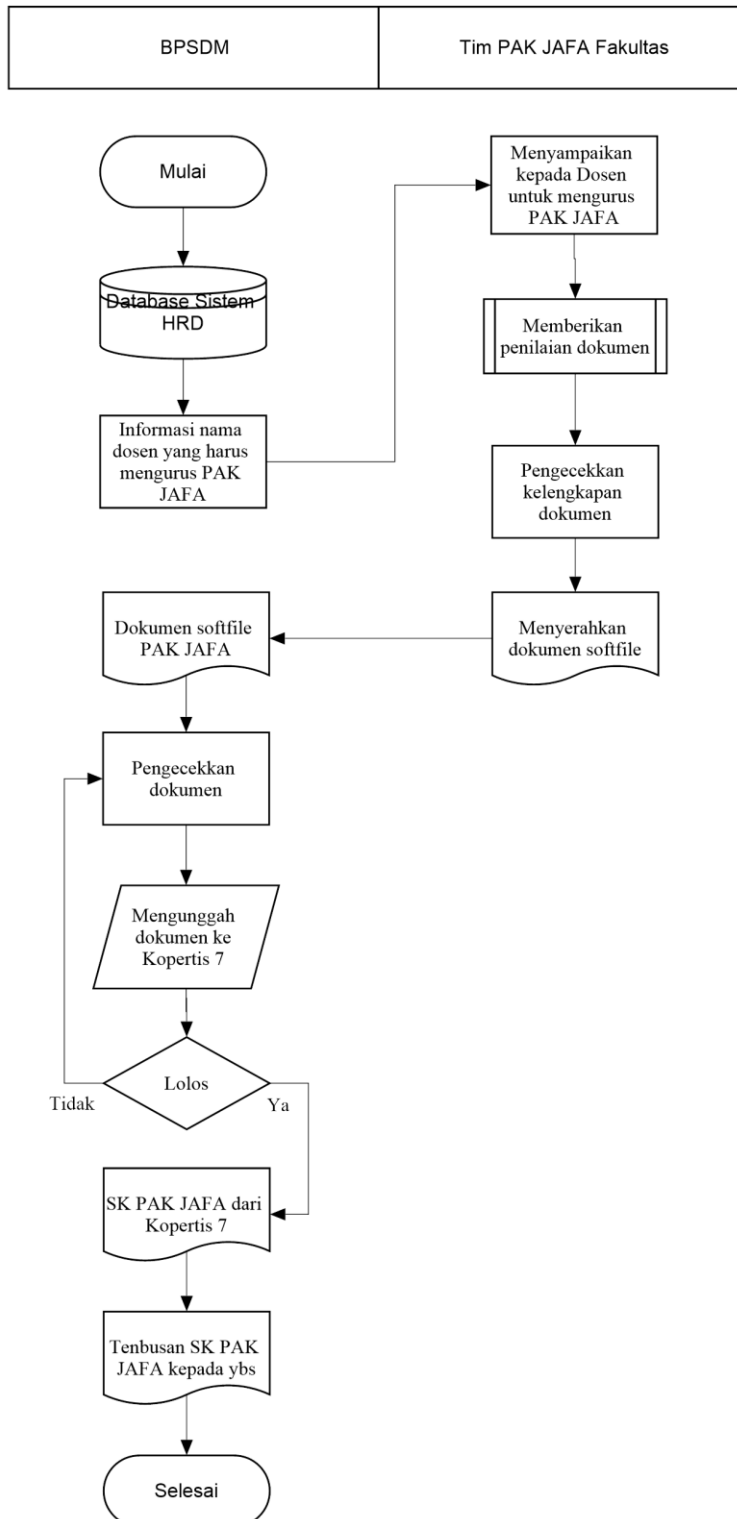 BPSDM
Tim PAK JAFA Fakultas
Mulai
Database Sistem
HRD
Informasi nama
dosen yang harus
mengurus PAK
JAFA
Menyampaikan
kepada Dosen
untuk mengurus
PAK JAFA
Memberikan
penilaian dokumen
Pengecekkan
kelengkapan
dokumen
Menyerahkan
dokumen softfile
Dokumen softfile
PAK JAFA
Pengecekkan
dokumen
Mengunggah
dokumen ke
Kopertis 7
Lolos
Tidak
Ya
SK PAK JAFA dari
Kopertis 7
Tenbusan SK PAK
JAFA kepada ybs
Selesai